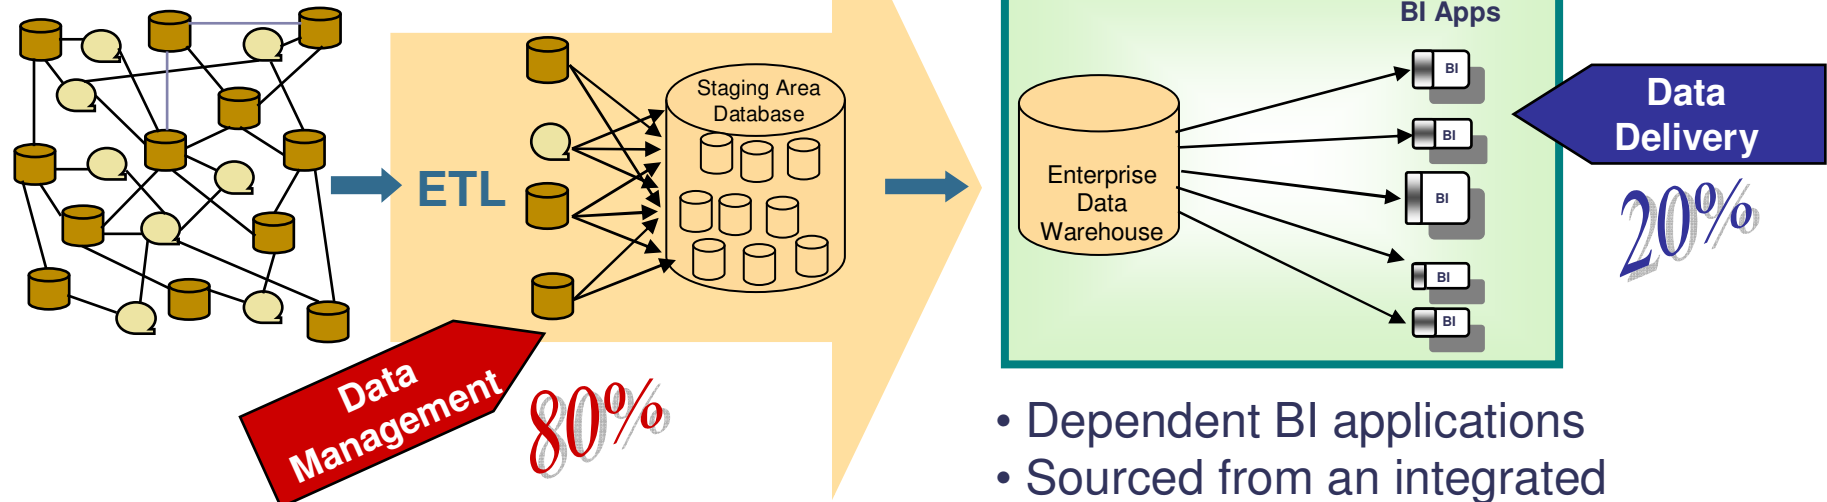 BI Apps
Staging Area
Database
ETL
Enterprise
Data
Warehouse
BI
BI
BI
BI
BI
Data
Delivery
20%
Data
Management
80%
• Dependent BI applications
• Sourced from an integrated